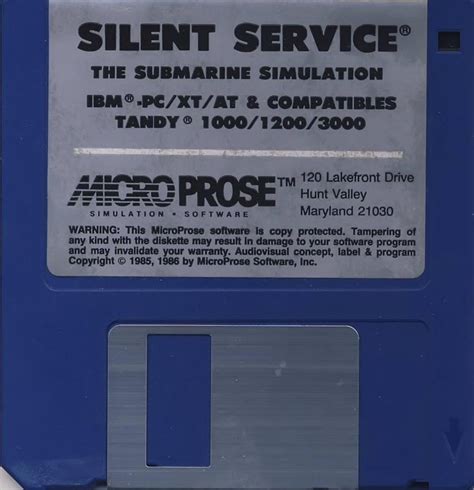 SILENT SERVICE®
THE SUBMARINE SIMULATION
IBM®-PC/XT/AT & COMPATIBLES
TANDY® 1000/1200/3000
MICROPROSE™
SIMULATION • SOFTWARE
120 Lakefront Drive
Hunt Valley
Maryland 21030
WARNING: This MicroProse software is copy protected. Tampering of
any kind with the diskette may result in damage to your software program
and may invalidate your warranty. Audiovisual concept, label & program
Copyright © 1985, 1986 by MicroProse Software, Inc.